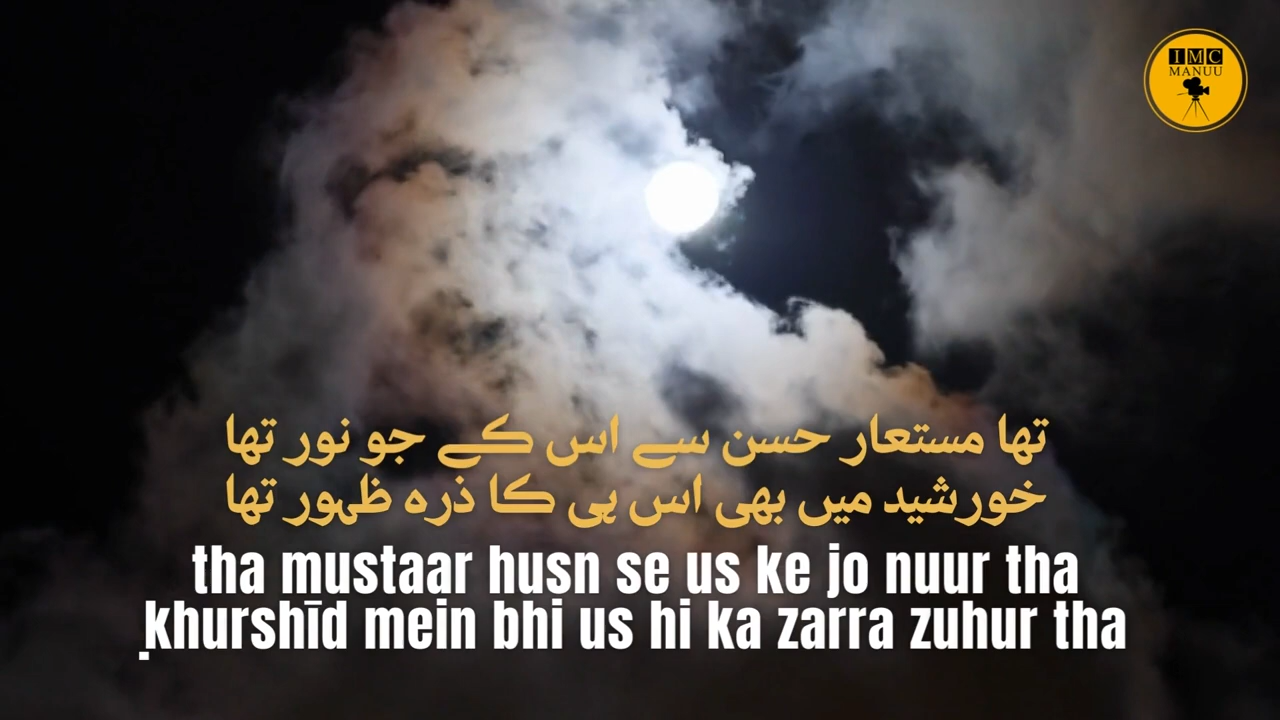 IMC
MANUU
تھا مستعار حسن سے اس کے جو نور تھا
خورشید میں بھی اس ہی کا ذرہ ظہور تھا
tha mustaar husn se us ke jo nuur tha
ḳhurshīd mein bhi us hi ka zarra zuhur tha